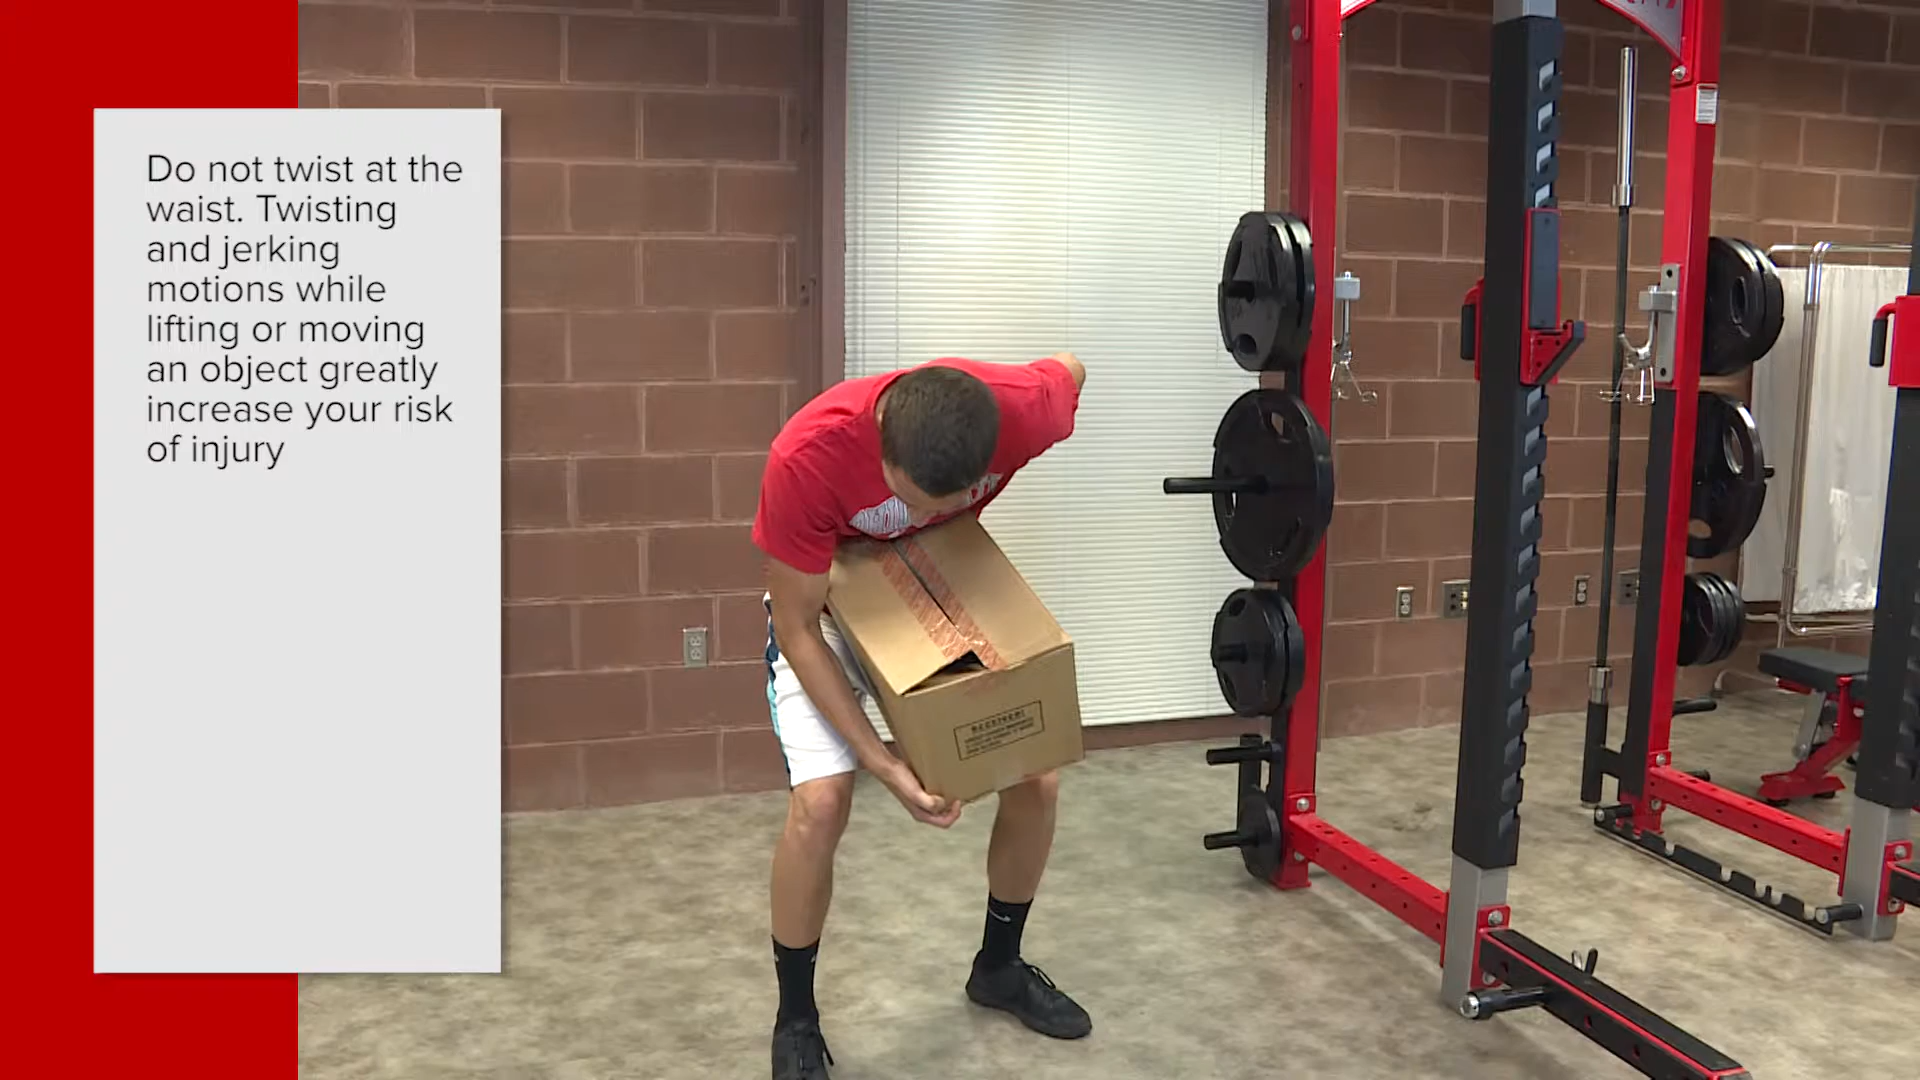 Do not twist at the
waist. Twisting
and jerking
motions while
lifting or moving
an object greatly
increase your risk
of injury